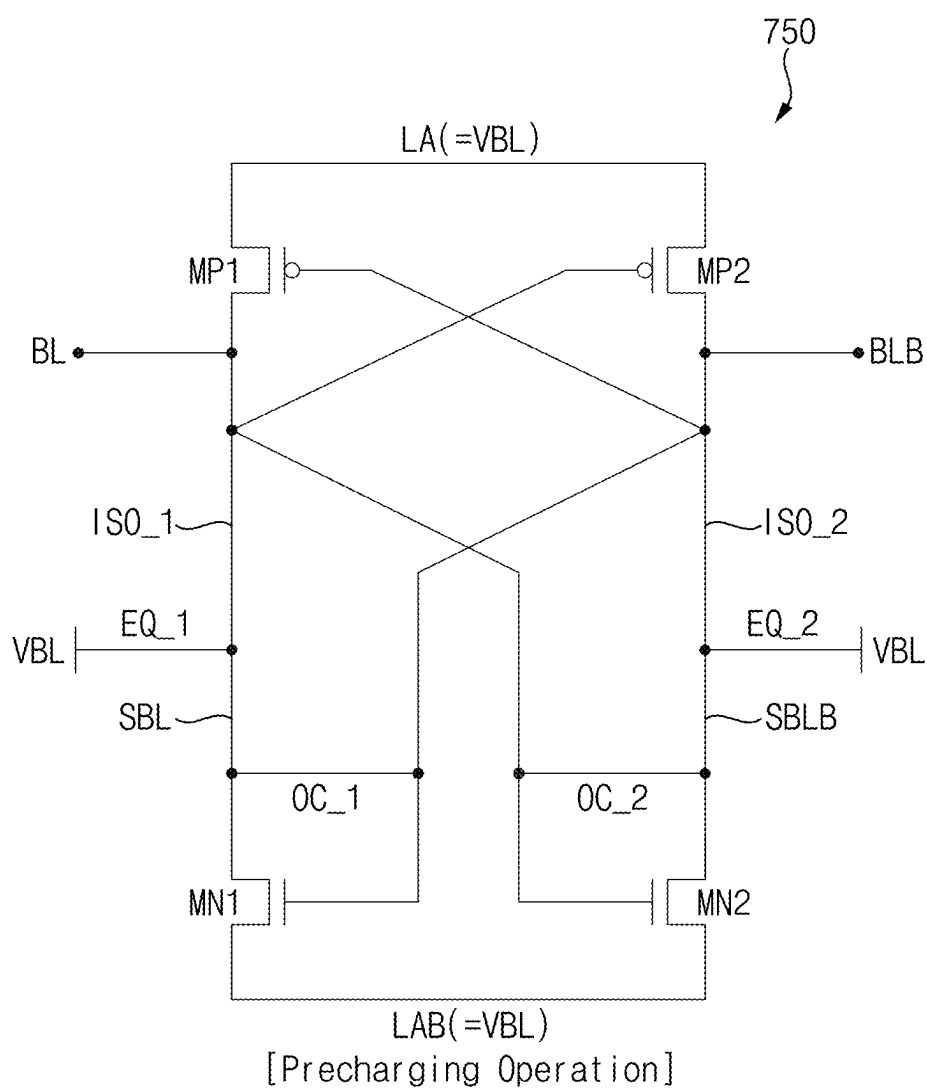 750
LA(=VBL)
MP1
MP2
BL
BLB
ISO_1
ISO_2
EQ_1
EQ_2
VBL
VBL
SBL
SBLB
OC_1
OC_2
MN1
MN2
LAB(=VBL)
[Precharging Operation]